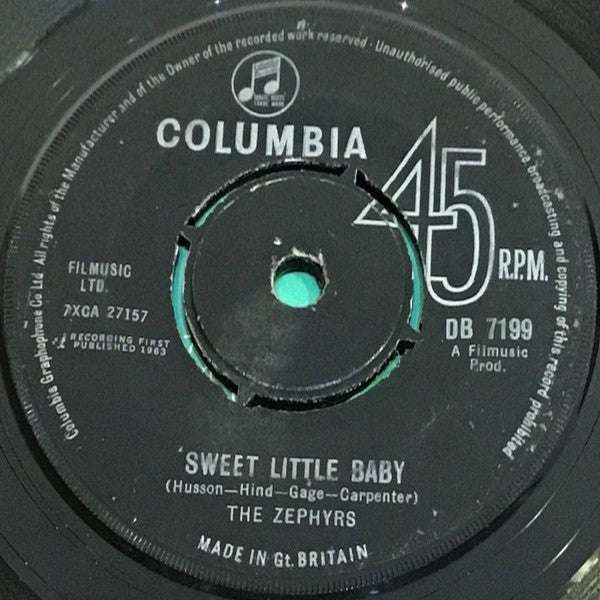 Columbia Graphophone Co Ltd All rights of the Manufacturer and of the Owner of the recorded work reserved · Unauthorised public performance, broadcasting and copying of this record prohibited
COLUMBIA
45
R.P.M.
FILMUSIC
LTD.
7XCA 27157
RECORDING FIRST
PUBLISHED 1963
DB 7199
A Filmusic
Prod.
SWEET LITTLE BABY
(Husson—Hind—Gage—Carpenter)
THE ZEPHYRS
MADE IN Gt. BRITAIN